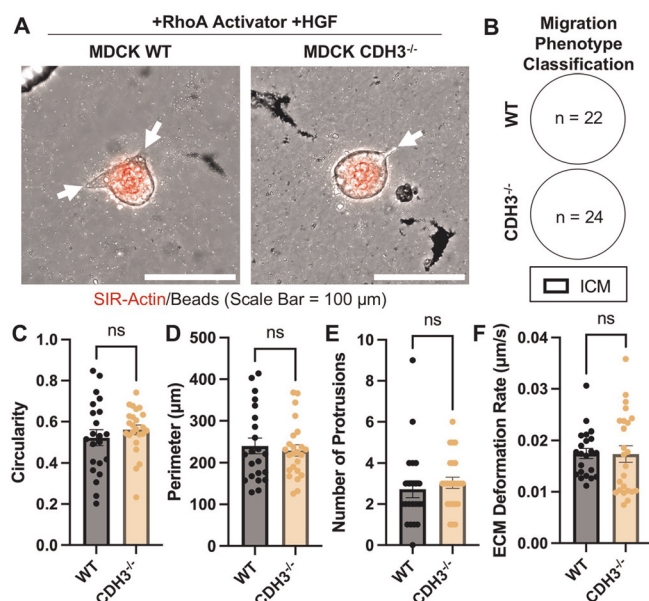 A
+RhoA Activator +HGF
MDCK WT
MDCK CDH3-/-
SIR-Actin/Beads (Scale Bar = 100 μm)
B
Migration
Phenotype
Classification
WT
n = 22
CDH3-/-
n = 24
ICM
C
ns
Circularity
1.0
0.8
0.6
0.4
0.2
0.0
WT
CDH3-/-
D
ns
Perimeter (μm)
500
400
300
200
100
0
WT
CDH3-/-
E
ns
Number of Protrusions
10
8
6
4
2
0
WT
CDH3-/-
F
ns
ECM Deformation Rate (μm/s)
0.04
0.03
0.02
0.01
0.00
WT
CDH3-/-